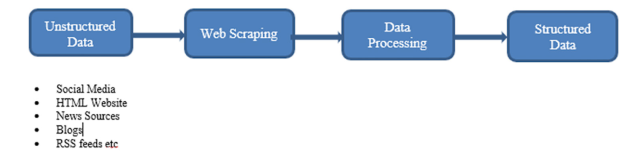 Unstructured
Data
Web Scraping
Data
Processing
Structured
Data
• Social Media
• HTML Website
• News Sources
• Blogs
• RSS feeds etc